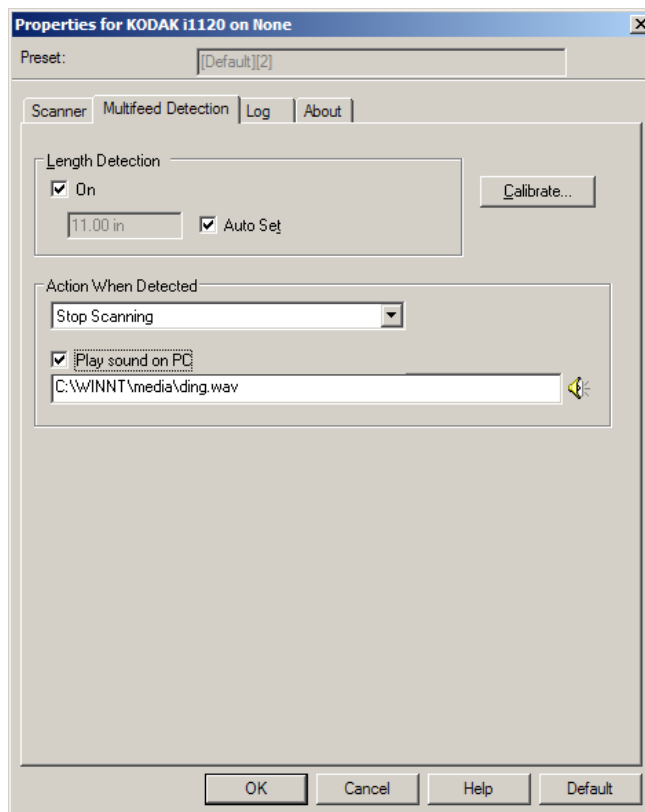 Properties for KODAK i1120 on None
Preset: [Default][2]
Scanner Multifeed Detection Log About
Length Detection
On
Calibrate...
11.00 in Auto Set
Action When Detected
Stop Scanning
Play sound on PC
C:\WINNT\media\ding.wav
OK Cancel Help Default